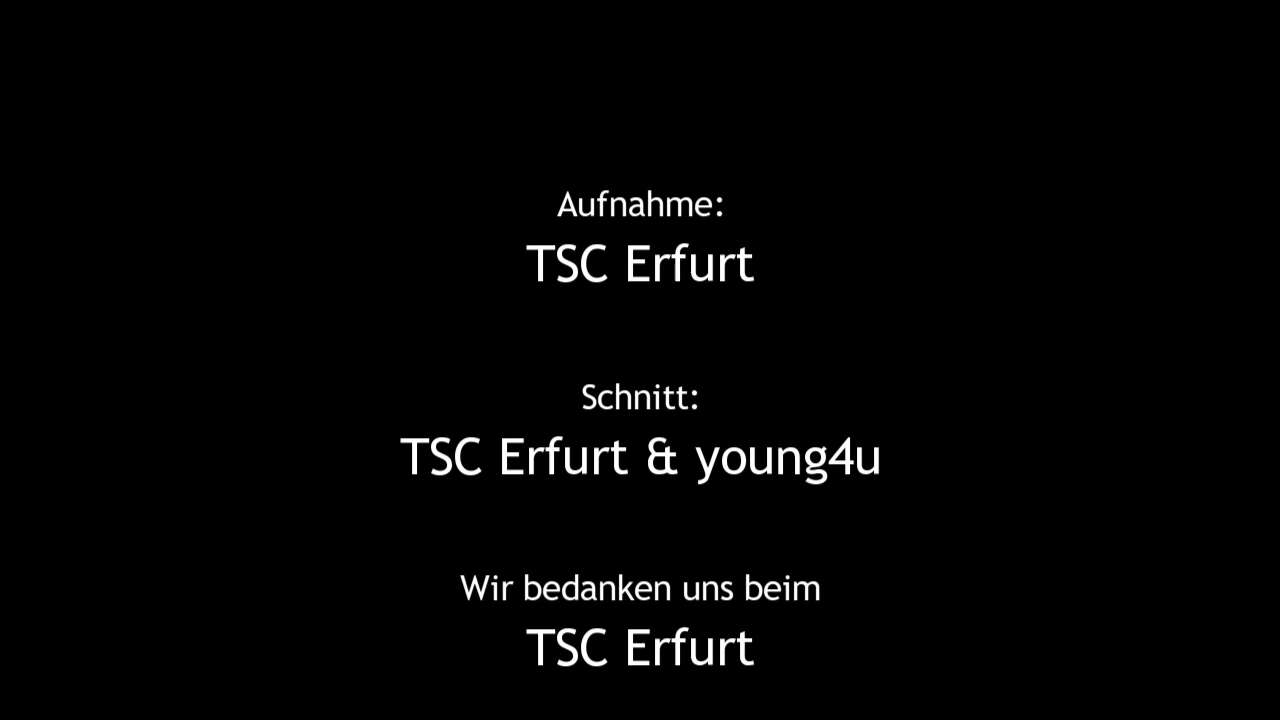 Aufnahme:
TSC Erfurt
Schnitt:
TSC Erfurt & young4u
Wir bedanken uns beim
TSC Erfurt